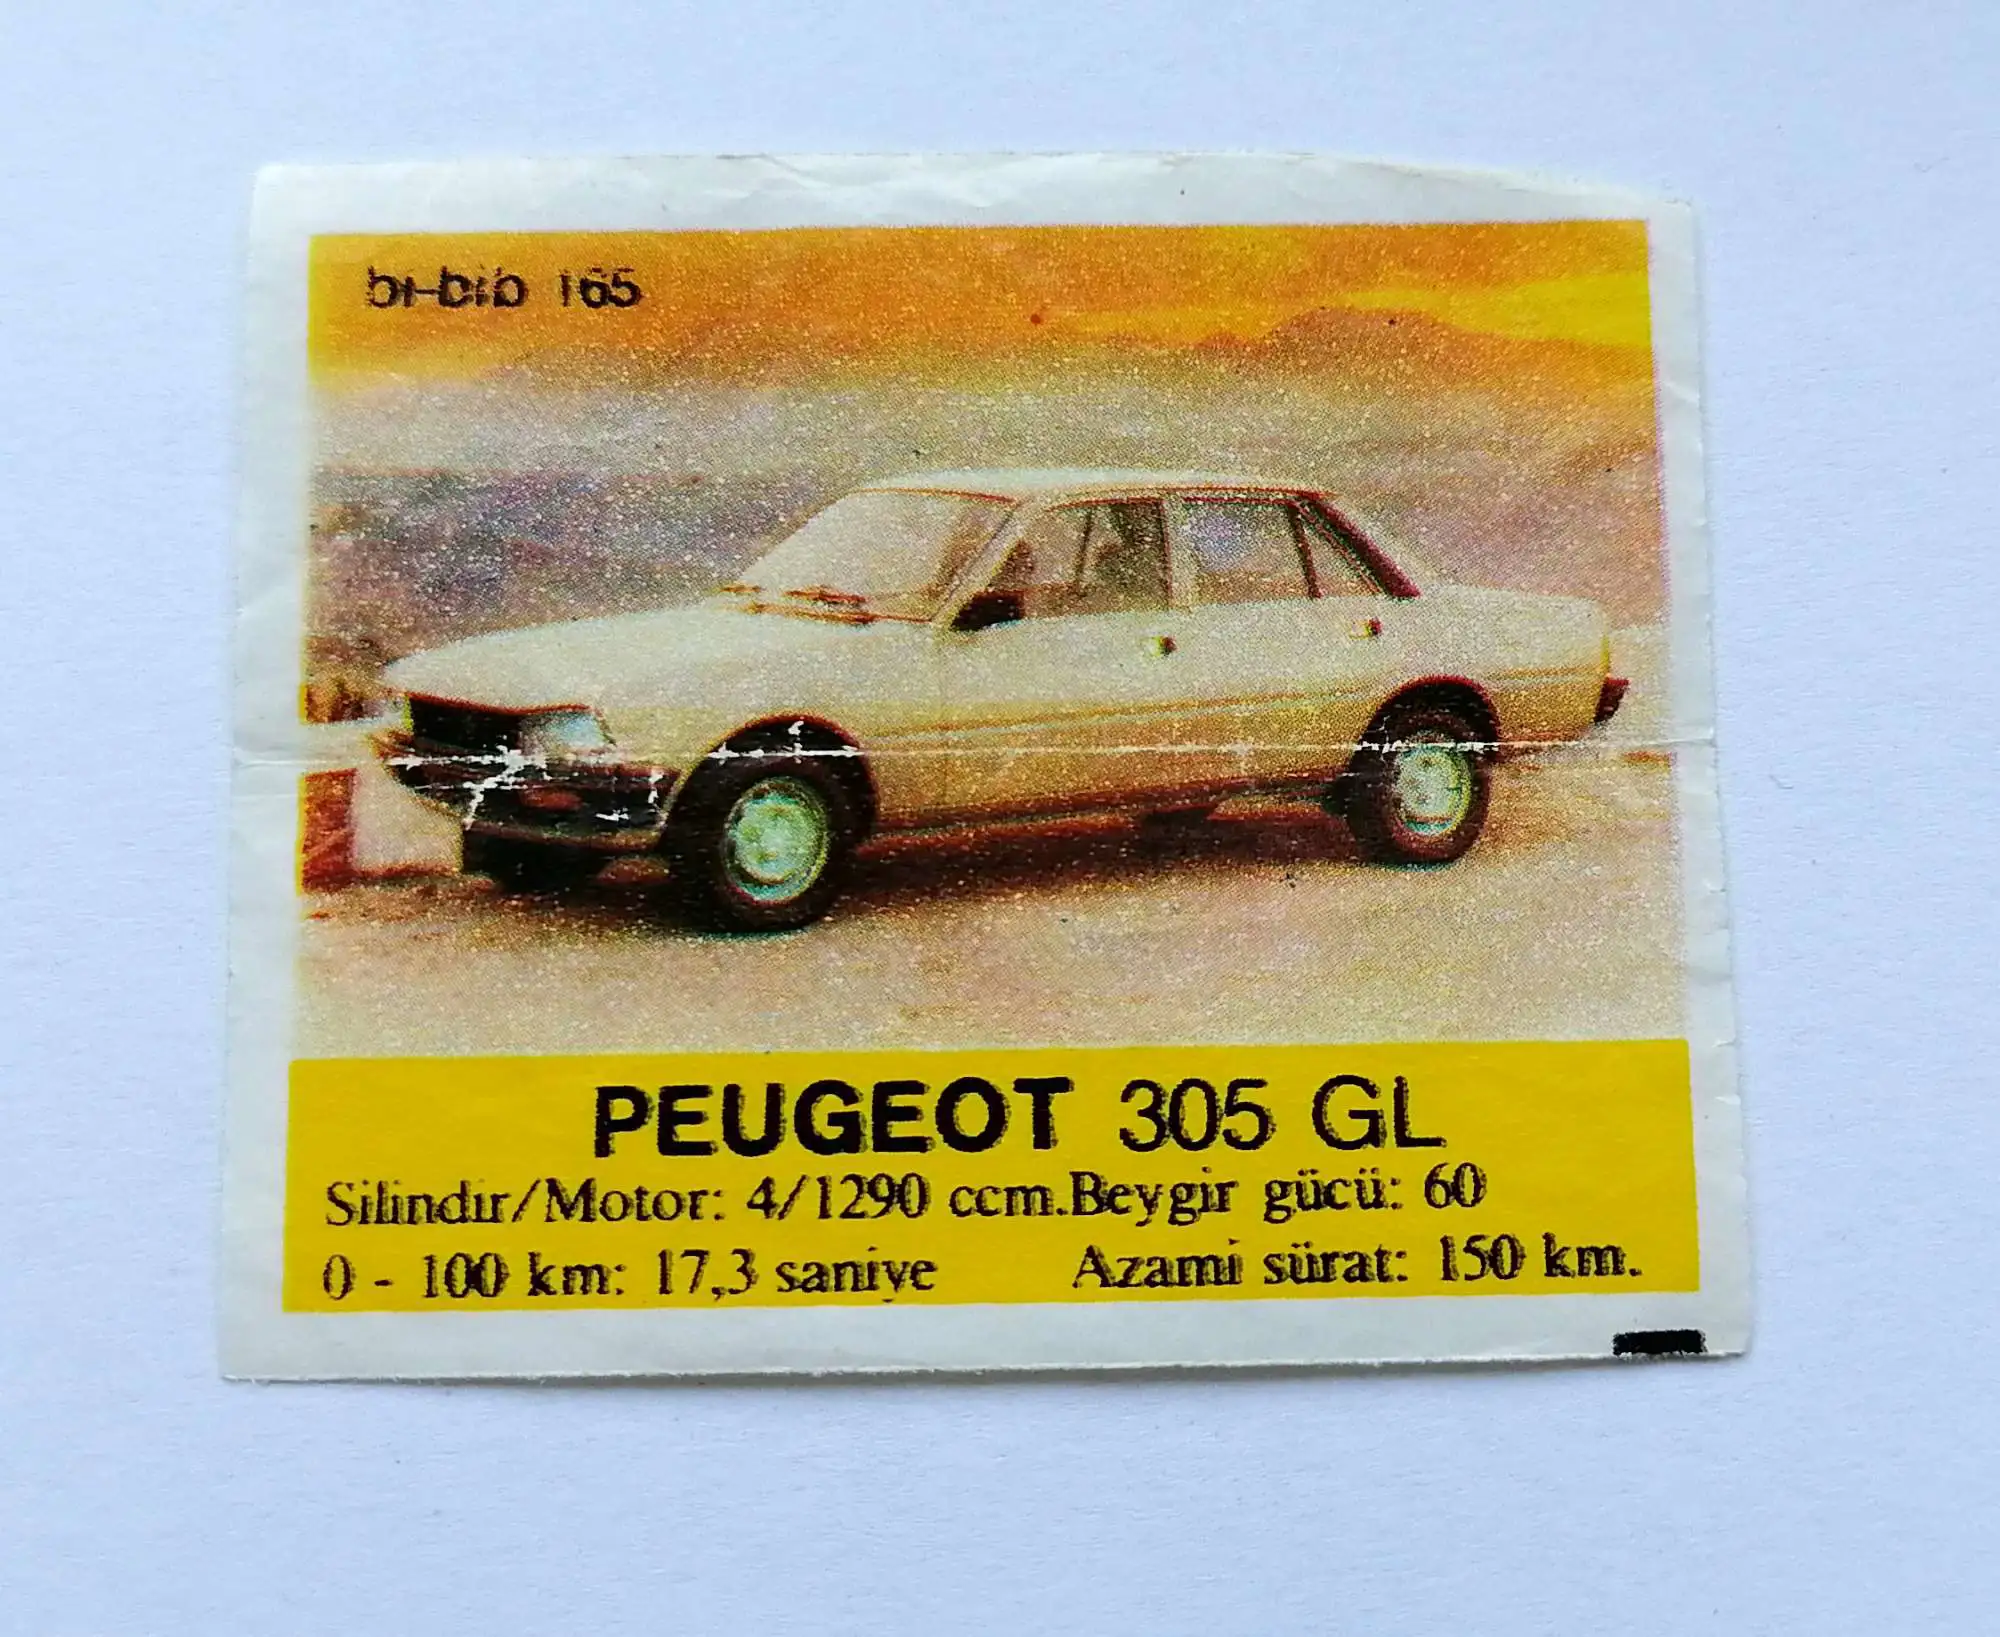 bi-bib 165
PEUGEOT 305 GL
Silindir/Motor: 4/1290 ccm.Beygir gücü: 60
0 - 100 km: 17,3 saniye Azami sürat: 150 km.